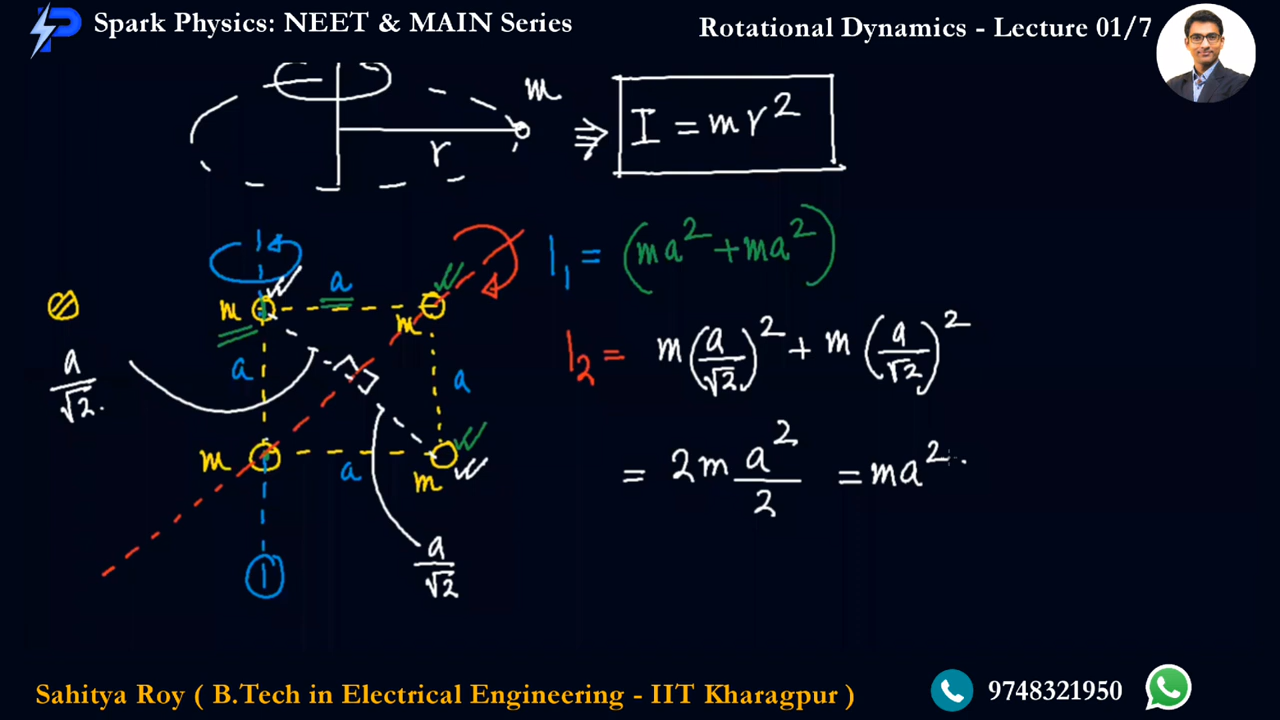 Spark Physics: NEET & MAIN Series
Rotational Dynamics - Lecture 01/7
m
r
⇒ I = mr²
I₁ = (ma² + ma²)
a
m
m
a
a
a/√2.
I₂ = m(a/√2)² + m(a/√2)²
m
a
m
= 2m a²/2 = ma².
a/√2
1
Sahitya Roy ( B.Tech in Electrical Engineering - IIT Kharagpur )
9748321950